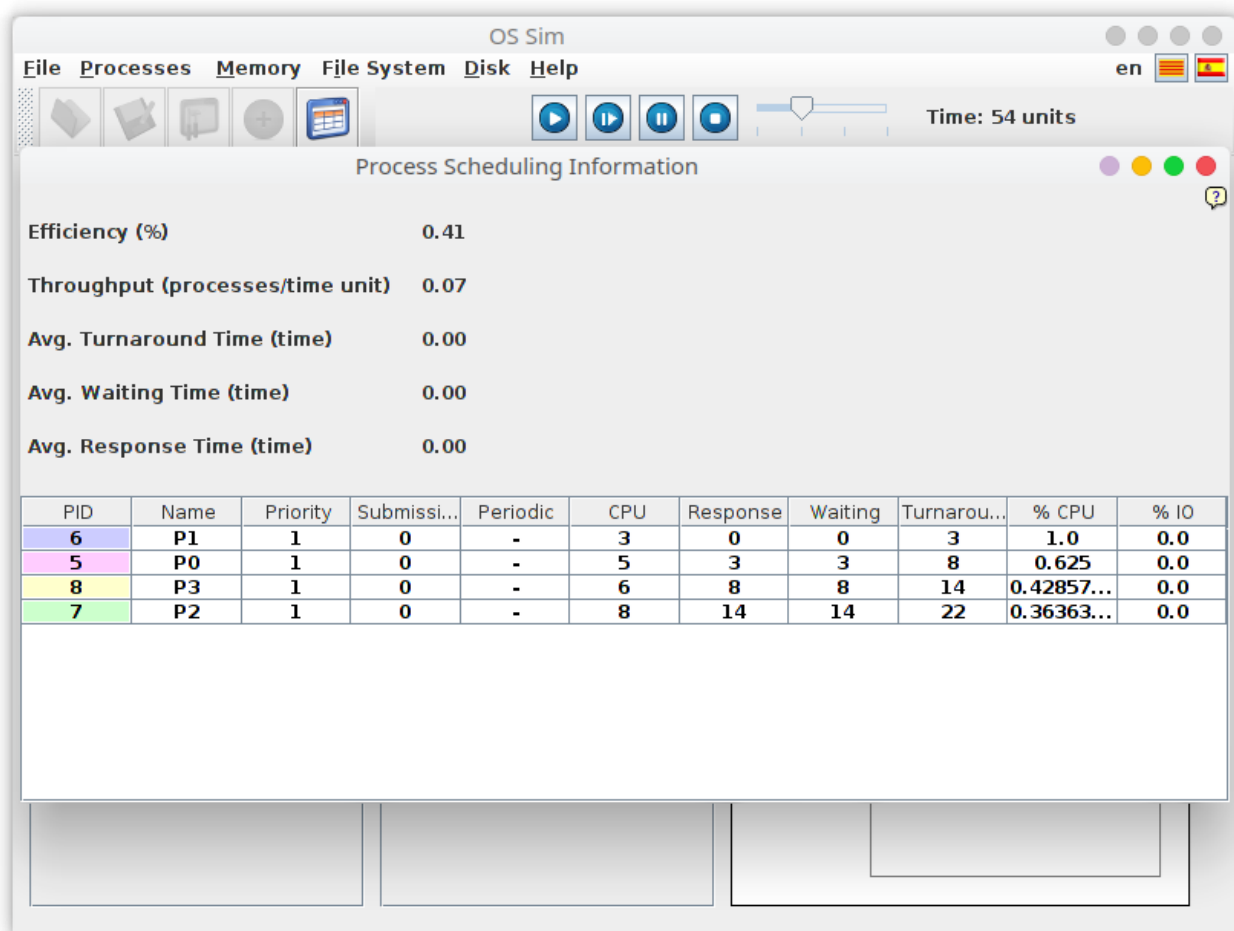 OS Sim
File Processes Memory File System Disk Help en
Time: 54 units
Process Scheduling Information
?
Efficiency (%) 0.41
Throughput (processes/time unit) 0.07
Avg. Turnaround Time (time) 0.00
Avg. Waiting Time (time) 0.00
Avg. Response Time (time) 0.00
PID Name Priority Submissi... Periodic CPU Response Waiting Turnarou... % CPU % IO
6 P1 1 0 - 3 0 0 3 1.0 0.0
5 P0 1 0 - 5 3 3 8 0.625 0.0
8 P3 1 0 - 6 8 8 14 0.42857... 0.0
7 P2 1 0 - 8 14 14 22 0.36363... 0.0